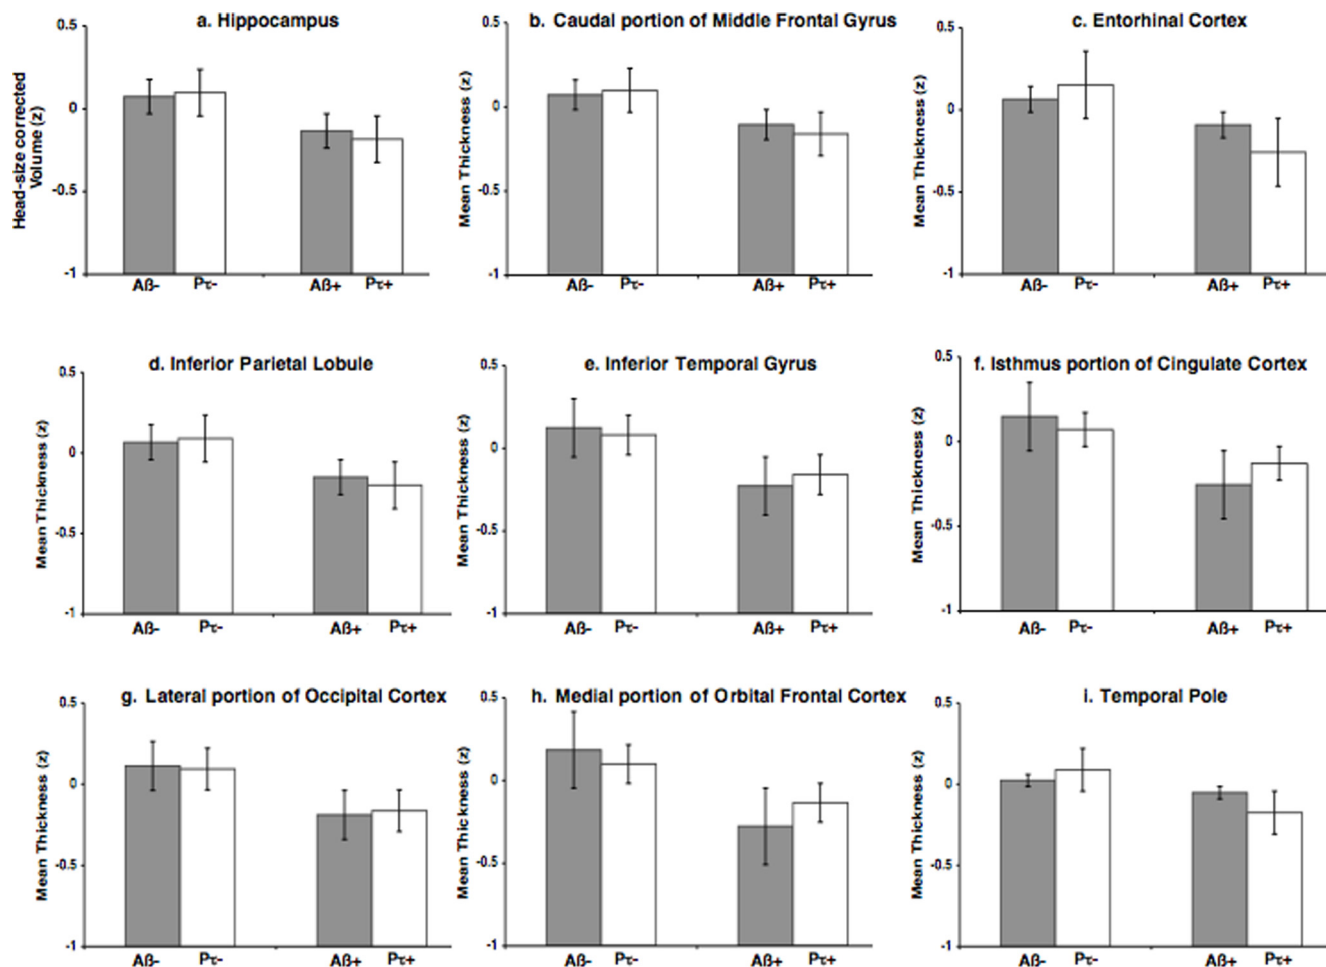 a. Hippocampus
Head-size corrected
Volume (z)
0.5
0
-0.5
-1
Aß-
Pτ-
Aß+
Pτ+
b. Caudal portion of Middle Frontal Gyrus
Mean Thickness (z)
0.5
0
-0.5
-1
Aß-
Pτ-
Aß+
Pτ+
c. Entorhinal Cortex
Mean Thickness (z)
0.5
0
-0.5
-1
Aß-
Pτ-
Aß+
Pτ+
d. Inferior Parietal Lobule
Mean Thickness (z)
0.5
0
-0.5
-1
Aß-
Pτ-
Aß+
Pτ+
e. Inferior Temporal Gyrus
Mean Thickness (z)
0.5
0
-0.5
-1
Aß-
Pτ-
Aß+
Pτ+
f. Isthmus portion of Cingulate Cortex
Mean Thickness (z)
0.5
0
-0.5
-1
Aß-
Pτ-
Aß+
Pτ+
g. Lateral portion of Occipital Cortex
Mean Thickness (z)
0.5
0
-0.5
-1
Aß-
Pτ-
Aß+
Pτ+
h. Medial portion of Orbital Frontal Cortex
Mean Thickness (z)
0.5
0
-0.5
-1
Aß-
Pτ-
Aß+
Pτ+
i. Temporal Pole
Mean Thickness (z)
0.5
0
-0.5
-1
Aß-
Pτ-
Aß+
Pτ+